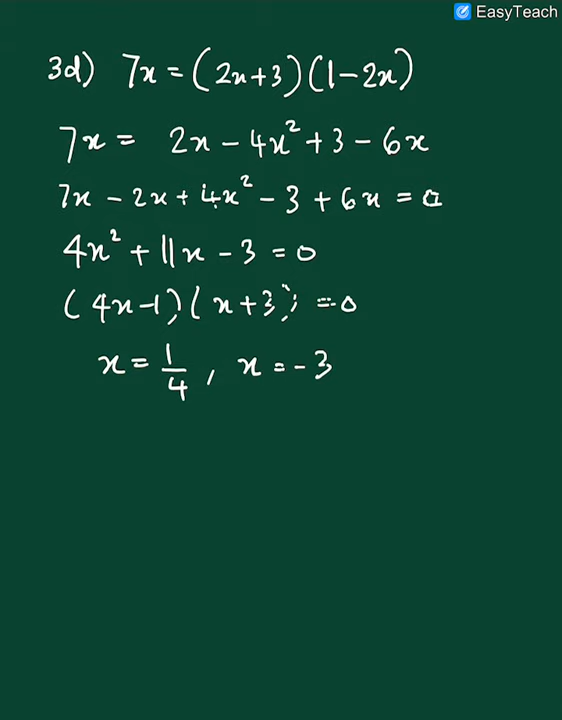 EasyTeach
3d) 7x = (2x+3)(1-2x)
7x = 2x - 4x² + 3 - 6x
7x - 2x + 4x² - 3 + 6x = 0
4x² + 11x - 3 = 0
(4x-1)(x+3) = 0
x = 1/4, x = -3